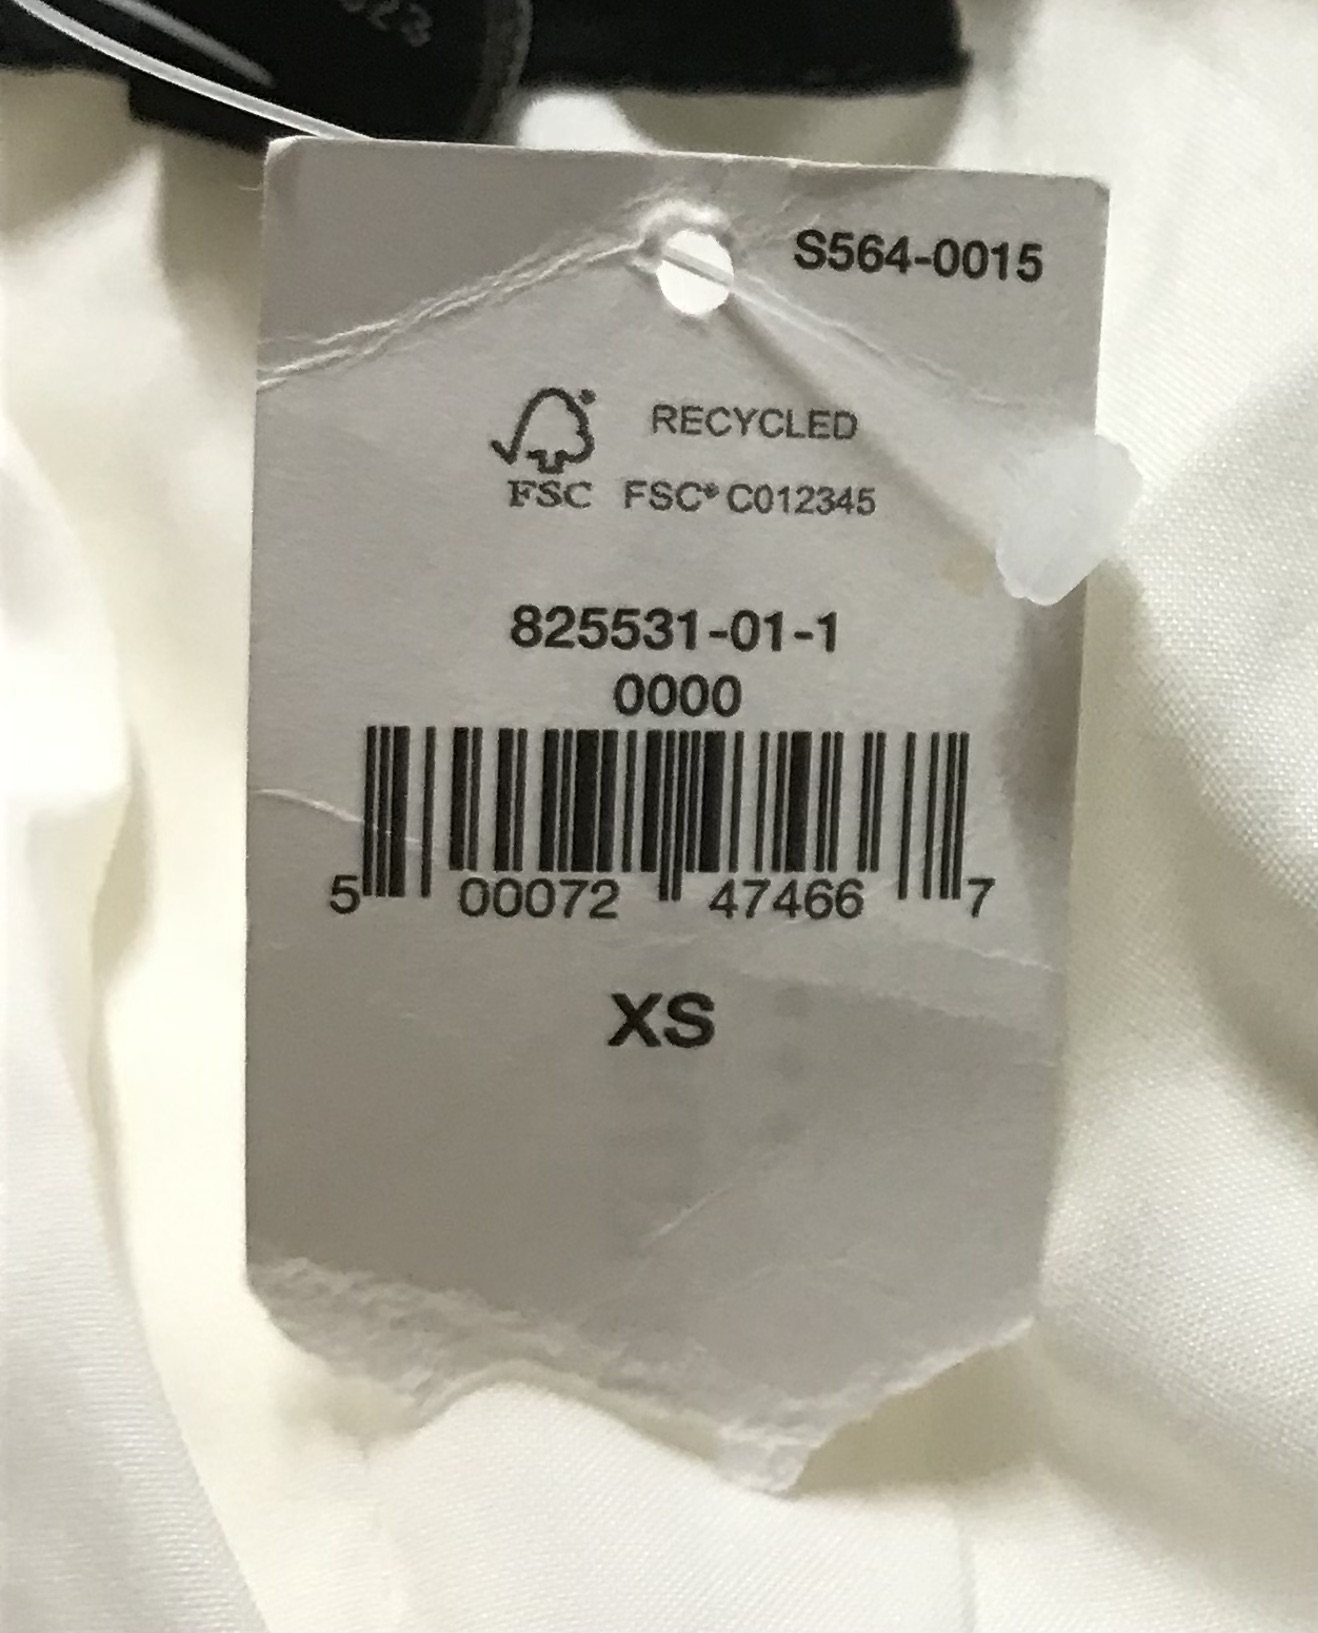 S564-0015
RECYCLED
FSC FSC® C012345
825531-01-1
0000
5 00072 47466 7
XS